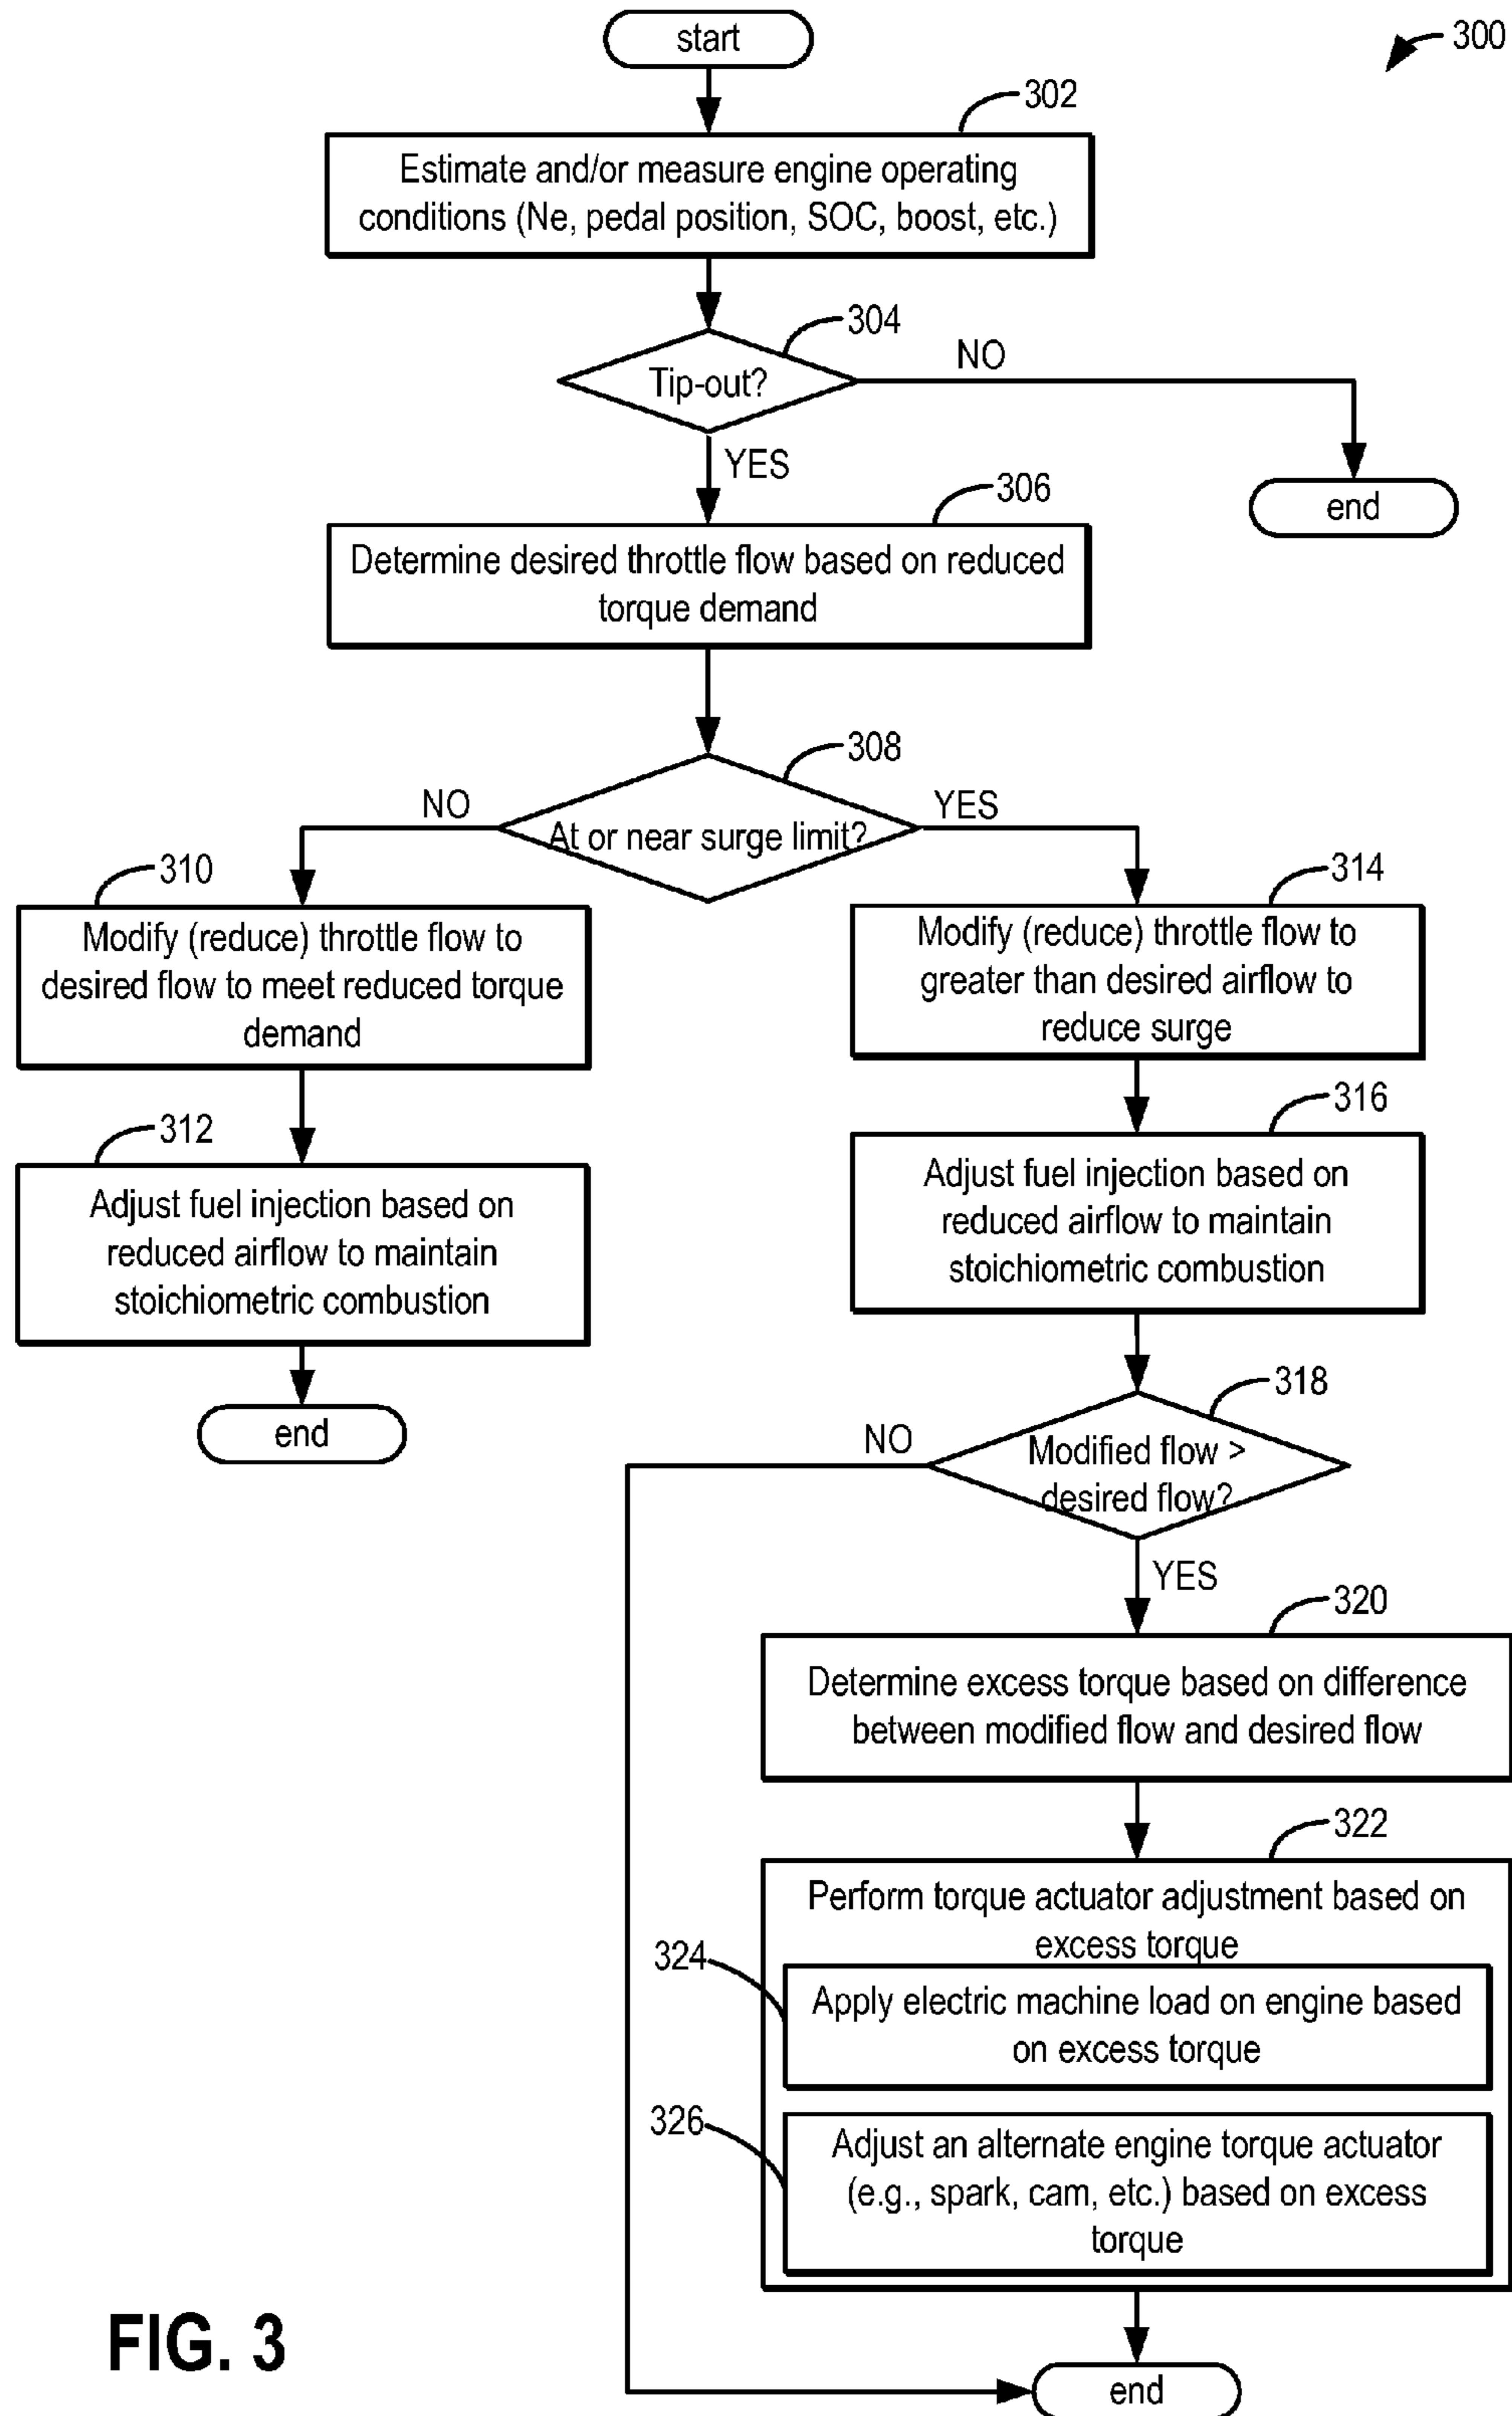 start
300
302
Estimate and/or measure engine operating
conditions (Ne, pedal position, SOC, boost, etc.)
304
Tip-out?
NO
YES
end
306
Determine desired throttle flow based on reduced
torque demand
308
At or near surge limit?
NO
YES
310
Modify (reduce) throttle flow to
desired flow to meet reduced torque
demand
312
Adjust fuel injection based on
reduced airflow to maintain
stoichiometric combustion
end
314
Modify (reduce) throttle flow to
greater than desired airflow to
reduce surge
316
Adjust fuel injection based on
reduced airflow to maintain
stoichiometric combustion
318
Modified flow >
desired flow?
NO
YES
320
Determine excess torque based on difference
between modified flow and desired flow
322
Perform torque actuator adjustment based on
excess torque
324
Apply electric machine load on engine based
on excess torque
326
Adjust an alternate engine torque actuator
(e.g., spark, cam, etc.) based on excess
torque
end
FIG. 3